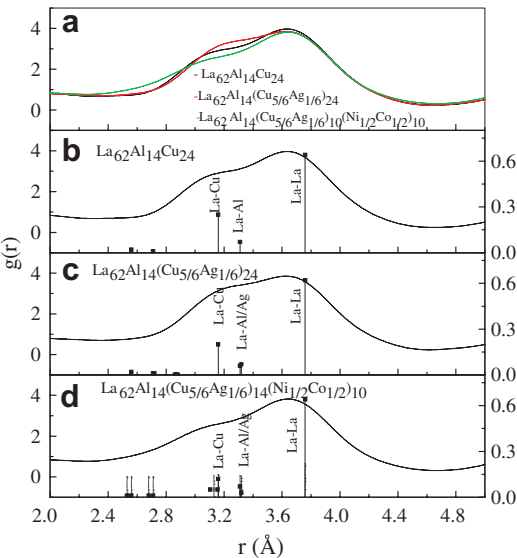 a
4
2
0
La62Al14Cu24
La62Al14(Cu5/6Ag1/6)24
La62Al14(Cu5/6Ag1/6)10(Ni1/2Co1/2)10
b
La62Al14Cu24
4
2
0
0.6
0.3
0.0
La-Cu
La-Al
La-La
c
La62Al14(Cu5/6Ag1/6)24
4
2
0
0.6
0.3
0.0
La-Cu
La-Al/Ag
La-La
d
La62Al14(Cu5/6Ag1/6)14(Ni1/2Co1/2)10
4
2
0
0.6
0.3
0.0
La-Cu
La-Al/Ag
La-La
g(r)
2.0 2.4 2.8 3.2 3.6 4.0 4.4 4.8
r (Å)